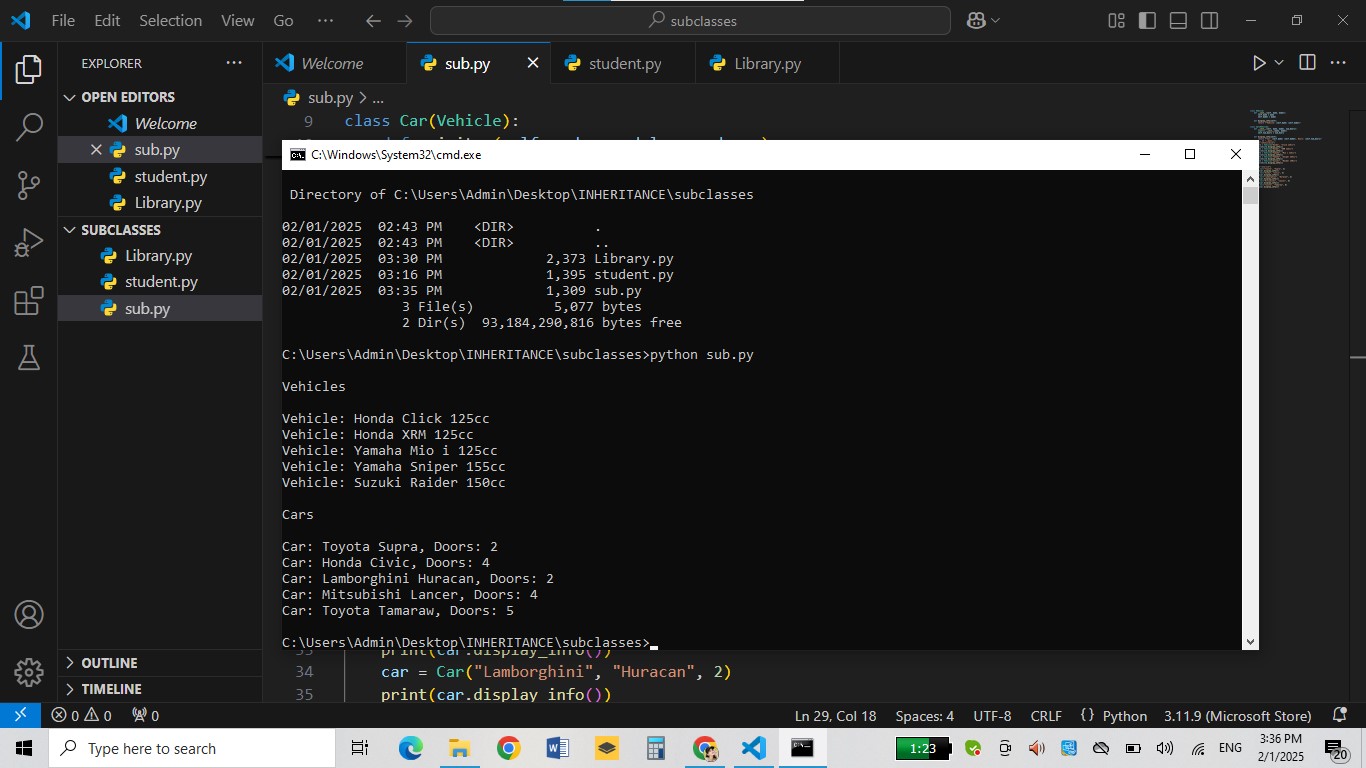 File Edit Selection View Go ··· subclasses
EXPLORER ···
Welcome sub.py student.py Library.py
OPEN EDITORS
Welcome
sub.py
student.py
Library.py
SUBCLASSES
Library.py
student.py
sub.py
OUTLINE
TIMELINE
sub.py > ...
9 class Car(Vehicle):
C:\Windows\System32\cmd.exe
Directory of C:\Users\Admin\Desktop\INHERITANCE\subclasses
02/01/2025 02:43 PM <DIR> .
02/01/2025 02:43 PM <DIR> ..
02/01/2025 03:30 PM 2,373 Library.py
02/01/2025 03:16 PM 1,395 student.py
02/01/2025 03:35 PM 1,309 sub.py
3 File(s) 5,077 bytes
2 Dir(s) 93,184,290,816 bytes free
C:\Users\Admin\Desktop\INHERITANCE\subclasses>python sub.py
Vehicles
Vehicle: Honda Click 125cc
Vehicle: Honda XRM 125cc
Vehicle: Yamaha Mio i 125cc
Vehicle: Yamaha Sniper 155cc
Vehicle: Suzuki Raider 150cc
Cars
Car: Toyota Supra, Doors: 2
Car: Honda Civic, Doors: 4
Car: Lamborghini Huracan, Doors: 2
Car: Mitsubishi Lancer, Doors: 4
Car: Toyota Tamaraw, Doors: 5
C:\Users\Admin\Desktop\INHERITANCE\subclasses>
33 print(car.display_info())
34 car = Car("Lamborghini", "Huracan", 2)
35 print(car.display_info())
0 0 0 Ln 29, Col 18 Spaces: 4 UTF-8 CRLF {} Python 3.11.9 (Microsoft Store)
Type here to search 1:23 ENG 3:36 PM
2/1/2025 20